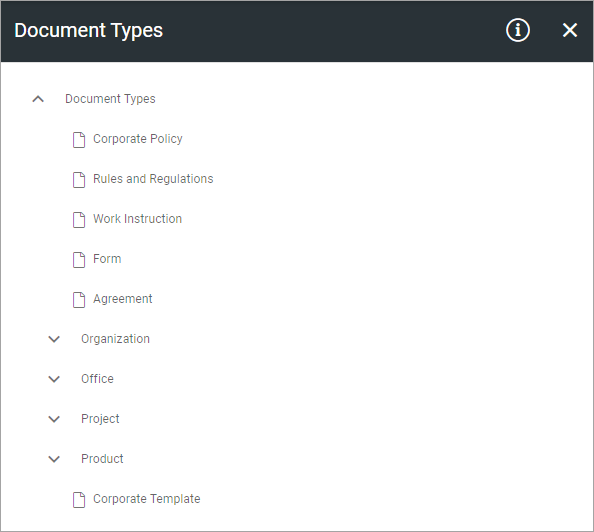 Document Types
Document Types
Corporate Policy
Rules and Regulations
Work Instruction
Form
Agreement
Organization
Office
Project
Product
Corporate Template